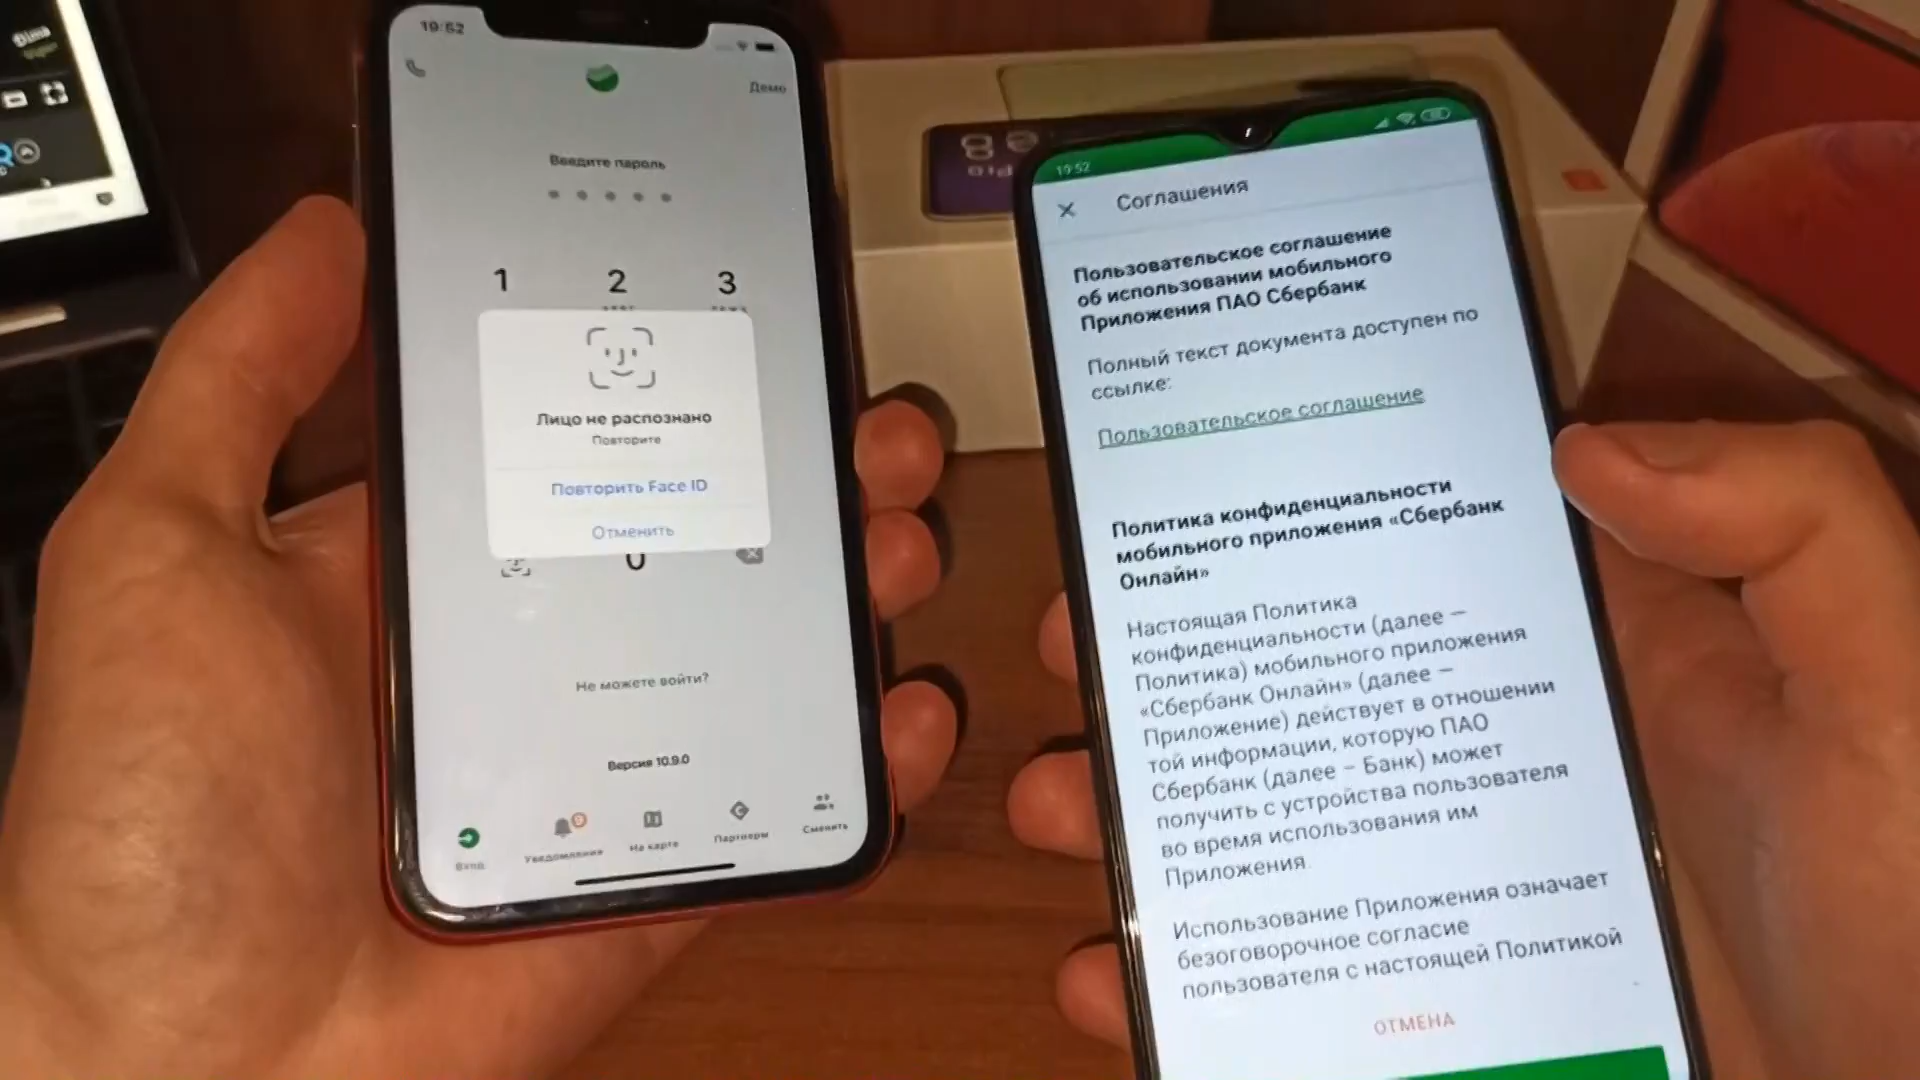 19:52
Демо
Введите пароль
1 2 3
Лицо не распознано
Повторите
Повторить Face ID
Отменить
0
Не можете войти?
Версия 10.9.0
9
Вход
Уведомления
На карте
Партнеры
Сменить
19:52
Соглашения
Пользовательское соглашение
об использовании мобильного
Приложения ПАО Сбербанк
Полный текст документа доступен по
ссылке:
Пользовательское соглашение
Политика конфиденциальности
мобильного приложения «Сбербанк
Онлайн»
Настоящая Политика
конфиденциальности (далее –
Политика) мобильного приложения
«Сбербанк Онлайн» (далее –
Приложение) действует в отношении
той информации, которую ПАО
Сбербанк (далее – Банк) может
получить с устройства пользователя
во время использования им
Приложения.
Использование Приложения означает
безоговорочное согласие
пользователя с настоящей Политикой
ОТМЕНА